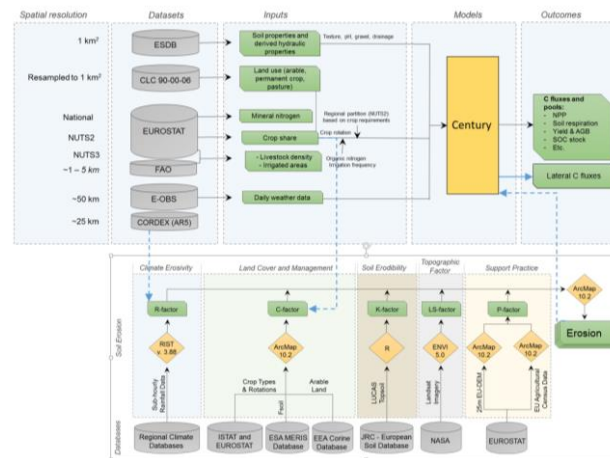 Spatial resolution
Datasets
Inputs
Models
Outcomes
1 km²
ESDB
Soil properties and
derived hydraulic
properties
Texture, pH, gravel, drainage
Resampled to 1 km²
CLC 90-00-06
Land use (arable,
permanent crop,
pasture)
National
EUROSTAT
Mineral nitrogen
Regional partition (NUTS2)
based on crop requirements
NUTS2
Crop share
Crop rotation
NUTS3
- Livestock density
- Irrigated areas
Organic nitrogen
Irrigation frequency
~1 – 5 km
FAO
~50 km
E-OBS
Daily weather data
~25 km
CORDEX (AR5)
Century
C fluxes and
pools:
- NPP
- Soil respiration
- Yield & AGB
- SOC stock
- Etc.
Lateral C fluxes
Climate Erosivity
Land Cover and Management
Soil Erodibility
Topographic
Factor
Support Practice
Soil Erosion
R-factor
C-factor
K-factor
LS-factor
P-factor
ArcMap
10.2
Erosion
RIST
v. 3.88
ArcMap
10.2
R
ENVI
5.0
ArcMap
10.2
ArcMap
10.2
Sub-hourly
Rainfall Data
Crop Types
& Rotations
Arable
Land
LUCAS
Topsoil
Landsat
Imagery
25m EU-DEM
EU Agricultural
Census Data
Databases
Regional Climate
Databases
ISTAT and
EUROSTAT
ESA MERIS
Database
EEA Corine
Database
JRC - European
Soil Database
NASA
EUROSTAT